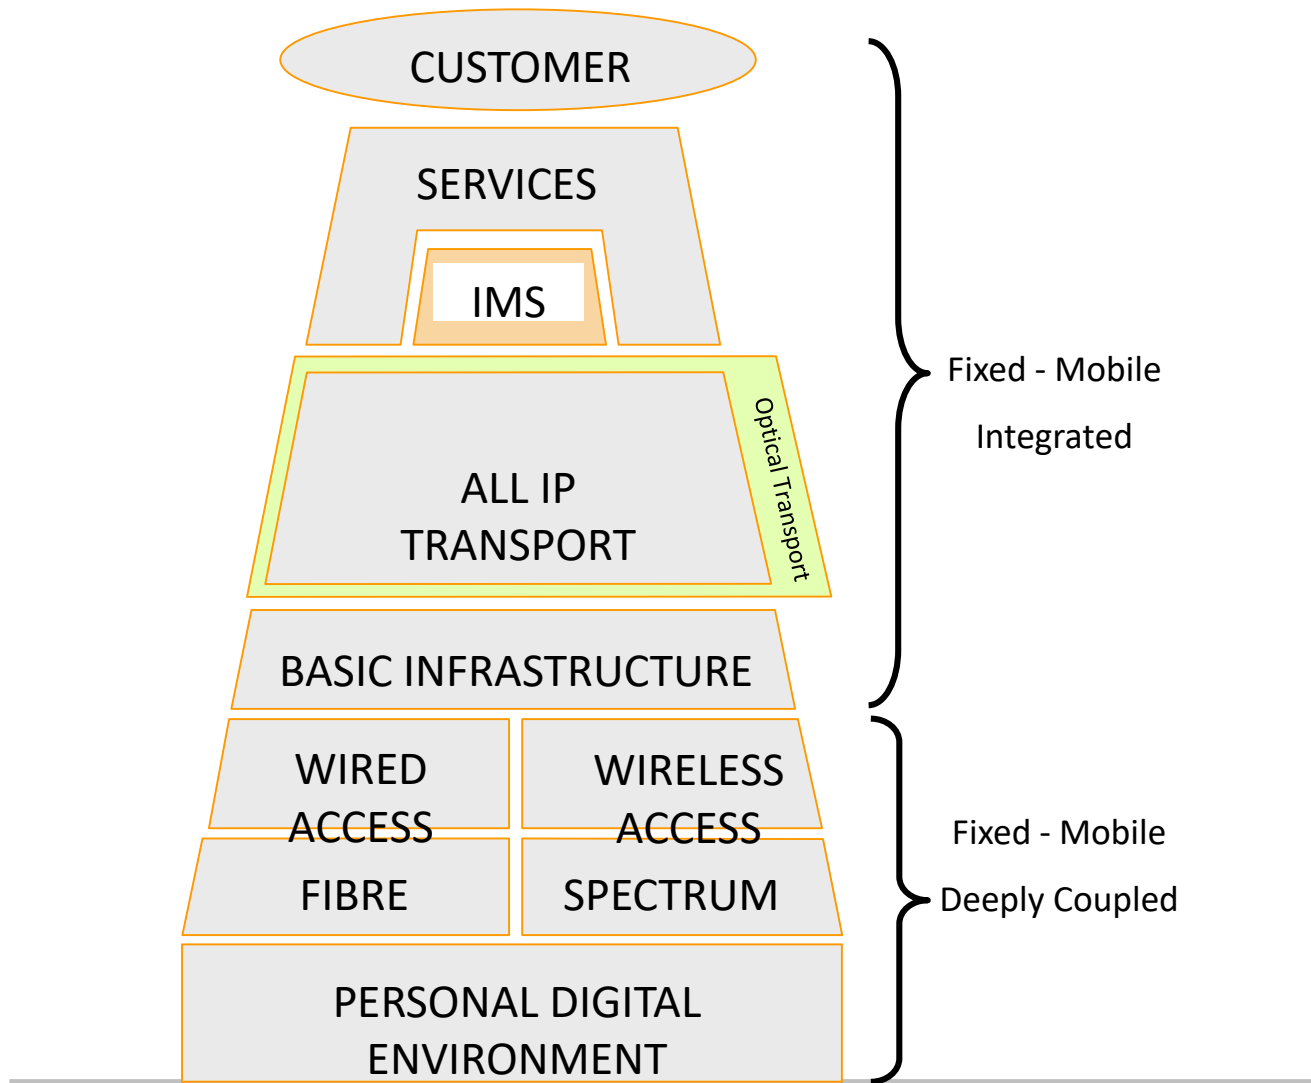 CUSTOMER
SERVICES
IMS
Optical Transport
ALL IP
TRANSPORT
Fixed - Mobile
Integrated
BASIC INFRASTRUCTURE
WIRED
ACCESS
WIRELESS
ACCESS
FIBRE
SPECTRUM
Fixed - Mobile
Deeply Coupled
PERSONAL DIGITAL
ENVIRONMENT